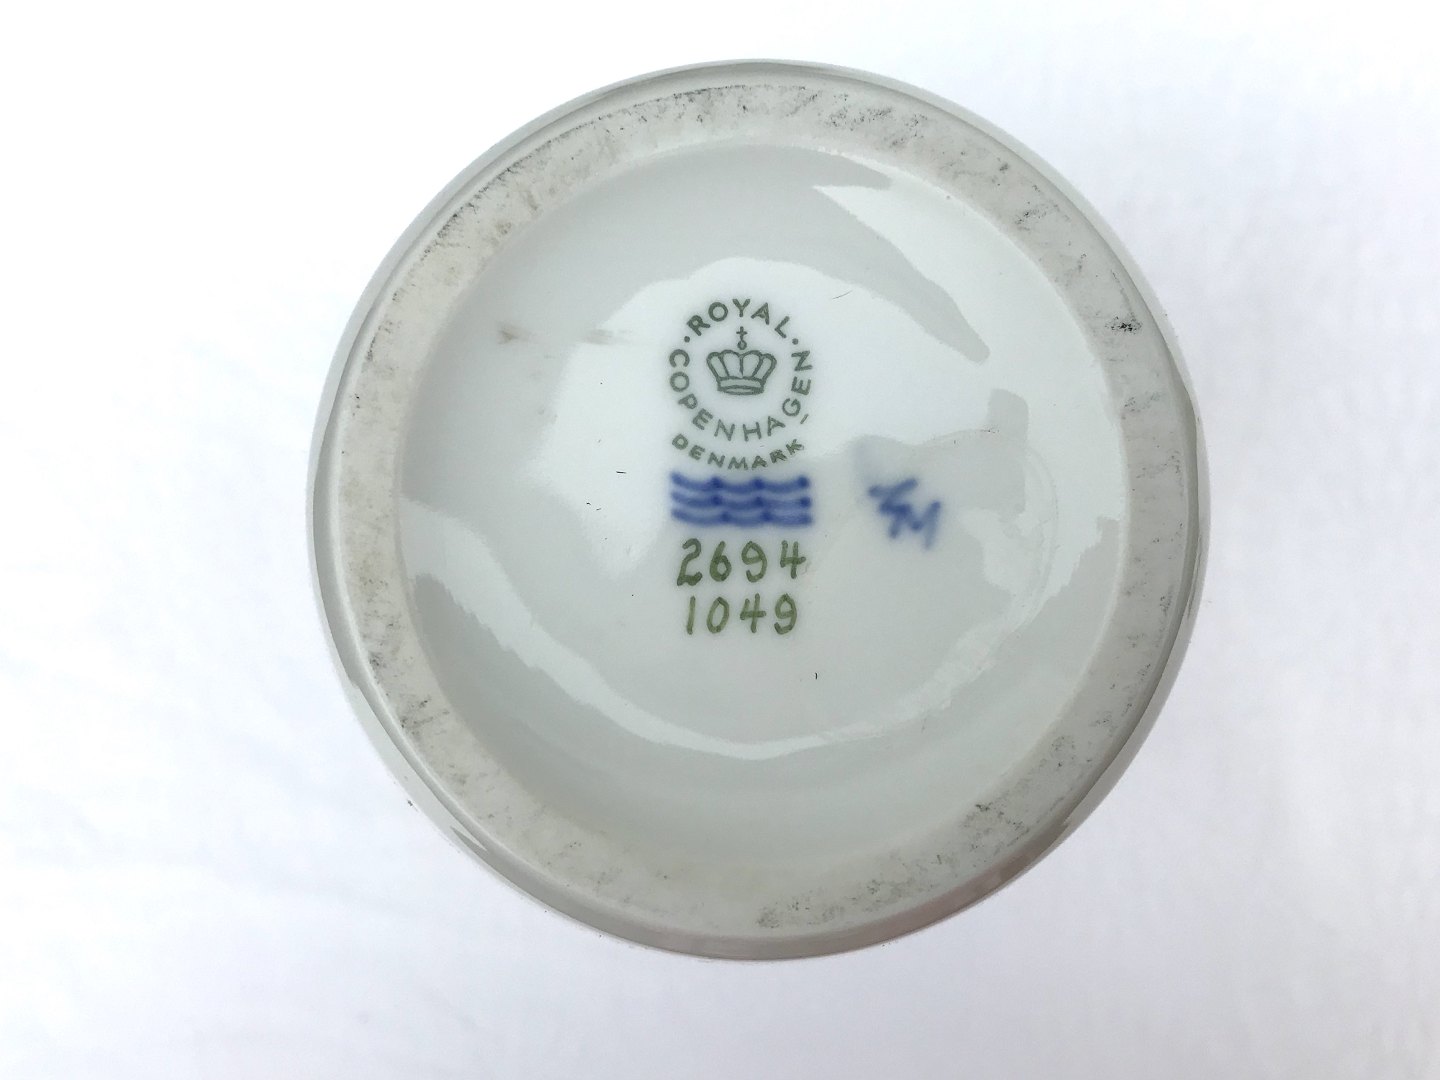 ROYAL
COPENHAGEN
DENMARK
2694
1049